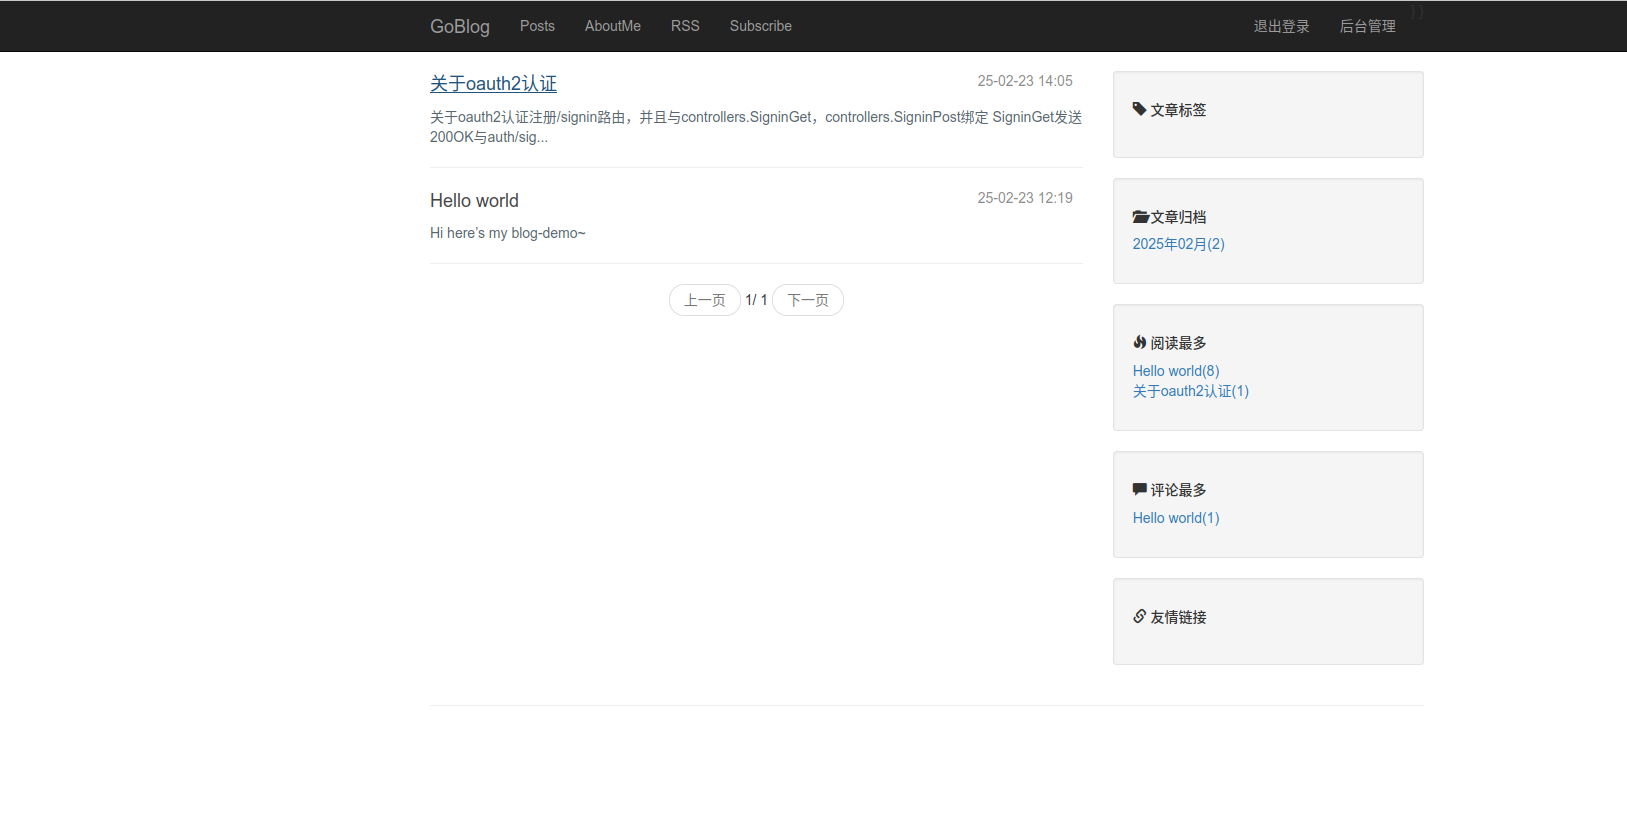 GoBlog Posts AboutMe RSS Subscribe 退出登录 后台管理 }}
关于oauth2认证 25-02-23 14:05
关于oauth2认证注册/signin路由，并且与controllers.SigninGet，controllers.SigninPost绑定 SigninGet发送
200OK与auth/sig...
Hello world 25-02-23 12:19
Hi here’s my blog-demo~
上一页 1/ 1 下一页
文章标签
文章归档
2025年02月(2)
阅读最多
Hello world(8)
关于oauth2认证(1)
评论最多
Hello world(1)
友情链接